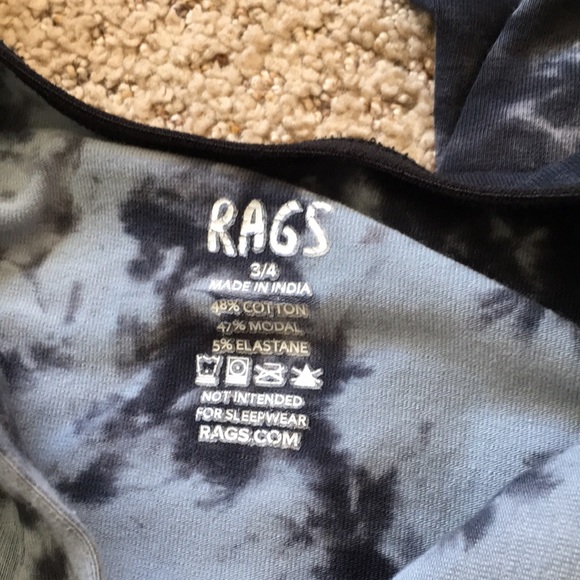 RAGS
3/4
MADE IN INDIA
48% COTTON
47% MODAL
5% ELASTANE
NOT INTENDED
FOR SLEEPWEAR
RAGS.COM